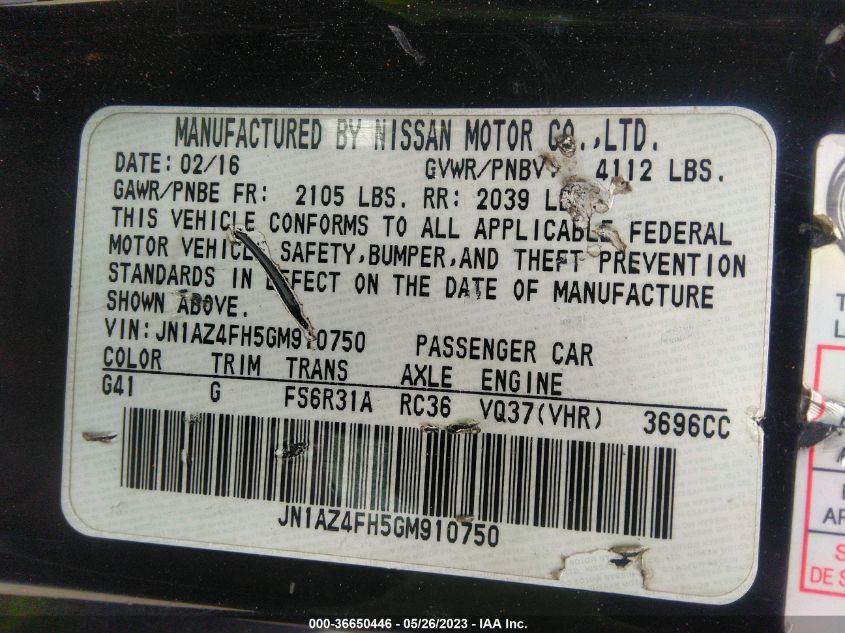 MANUFACTURED BY NISSAN MOTOR CO.,LTD.
DATE: 02/16 GVWR/PNBV: 4112 LBS.
GAWR/PNBE FR: 2105 LBS. RR: 2039
THIS VEHICLE CONFORMS TO ALL APPLICABLE FEDERAL
MOTOR VEHICLE SAFETY,BUMPER,AND THEFT PREVENTION
STANDARDS IN EFFECT ON THE DATE OF MANUFACTURE
SHOWN ABOVE.
VIN:JN1AZ4FH5GM910750 PASSENGER CAR
COLOR TRIM TRANS AXLE ENGINE
G41 G FS6R31A RC36 VQ37(VHR) 3696CC
JN1AZ4FH5GM910750
DE S
000-36650446 - 05/26/2023 - IAA Inc.